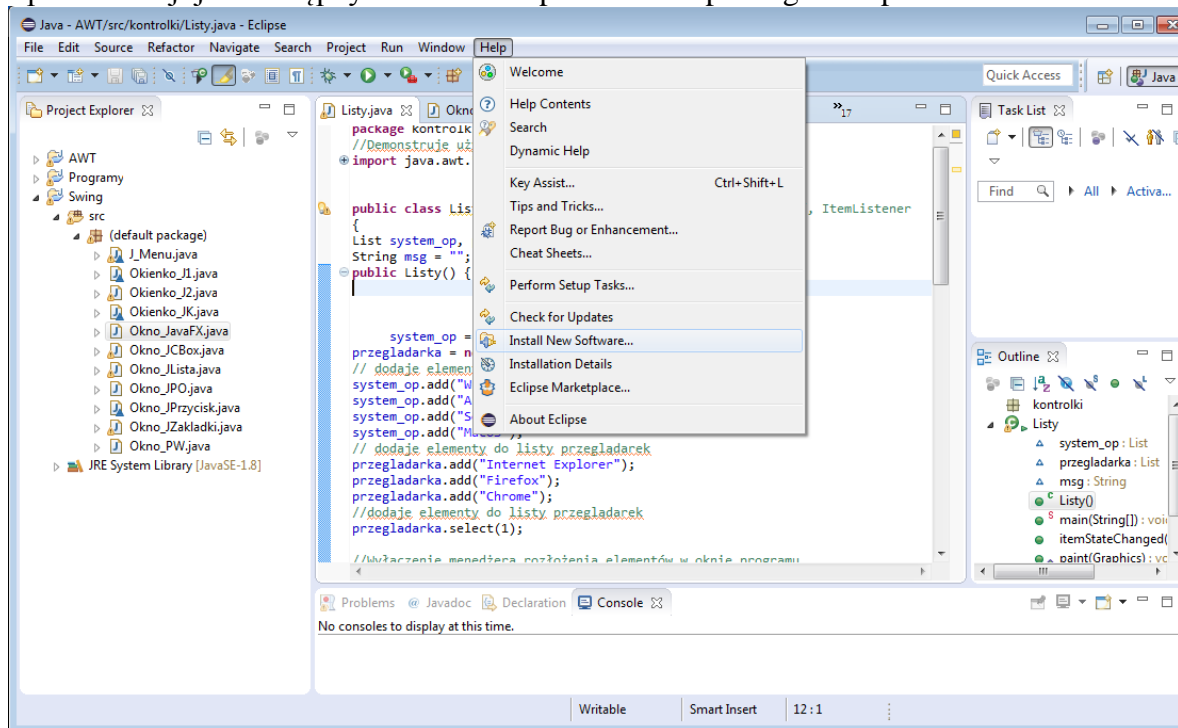 Java - AWT/src/kontrolki/Listy.java - Eclipse
File Edit Source Refactor Navigate Search Project Run Window Help
Quick Access
Java
Project Explorer
AWT
Programy
Swing
src
(default package)
J_Menu.java
Okienko_J1.java
Okienko_J2.java
Okienko_JK.java
Okno_JavaFX.java
Okno_JCBox.java
Okno_JLista.java
Okno_JPO.java
Okno_JPrzycisk.java
Okno_JZakladki.java
Okno_PW.java
JRE System Library [JavaSE-1.8]
Listy.java
17
package kontrolk
//Demonstruje uż
import java.awt.
public class Lis , ItemListener
{
List system_op,
String msg = "";
public Listy() {
system_op =
przegladarka = n
// dodaje elemen
system_op.add("W
system_op.add("A
system_op.add("S
system_op.add("MacOS");
// dodaje elementy do listy przegladarek
przegladarka.add("Internet Explorer");
przegladarka.add("Firefox");
przegladarka.add("Chrome");
//dodaje elementy do listy przegladarek
przegladarka.select(1);
//Wyłaczenie menedżera rozłożenia elementów w oknie programu
Welcome
Help Contents
Search
Dynamic Help
Key Assist... Ctrl+Shift+L
Tips and Tricks...
Report Bug or Enhancement...
Cheat Sheets...
Perform Setup Tasks...
Check for Updates
Install New Software...
Installation Details
Eclipse Marketplace...
About Eclipse
Task List
Find All Activa...
Outline
kontrolki
Listy
system_op : List
przegladarka : List
msg : String
Listy()
main(String[]) : voi
itemStateChanged(
paint(Graphics) : vo
Problems @ Javadoc Declaration Console
No consoles to display at this time.
Writable Smart Insert 12 : 1